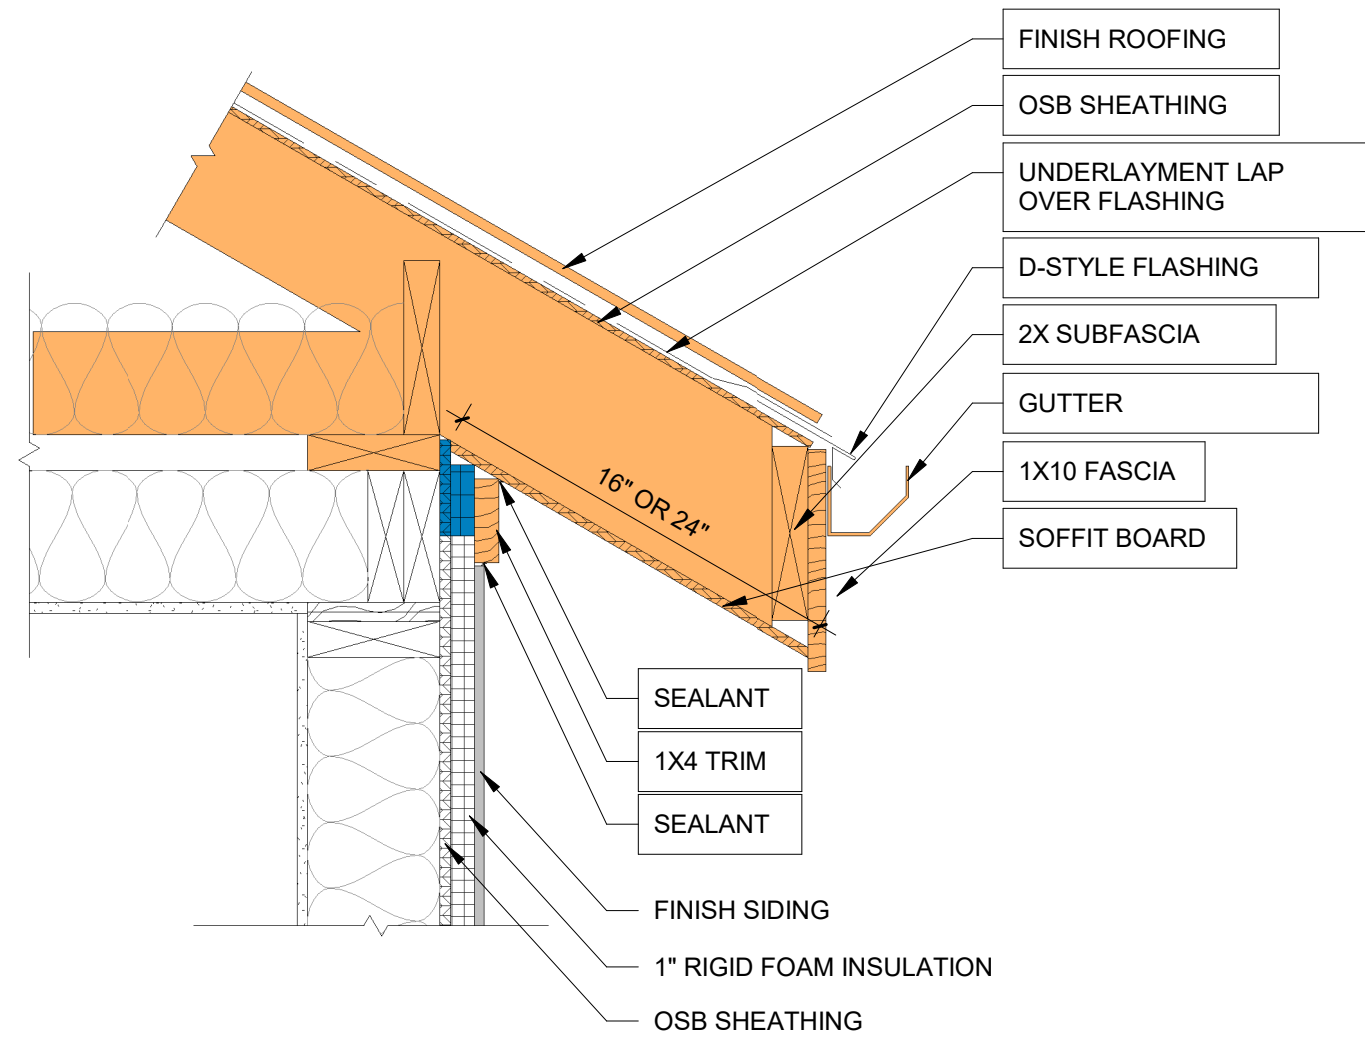 FINISH ROOFING
OSB SHEATHING
UNDERLAYMENT LAP
OVER FLASHING
D-STYLE FLASHING
2X SUBFASCIA
GUTTER
1X10 FASCIA
SOFFIT BOARD
16" OR 24"
SEALANT
1X4 TRIM
SEALANT
FINISH SIDING
1" RIGID FOAM INSULATION
OSB SHEATHING